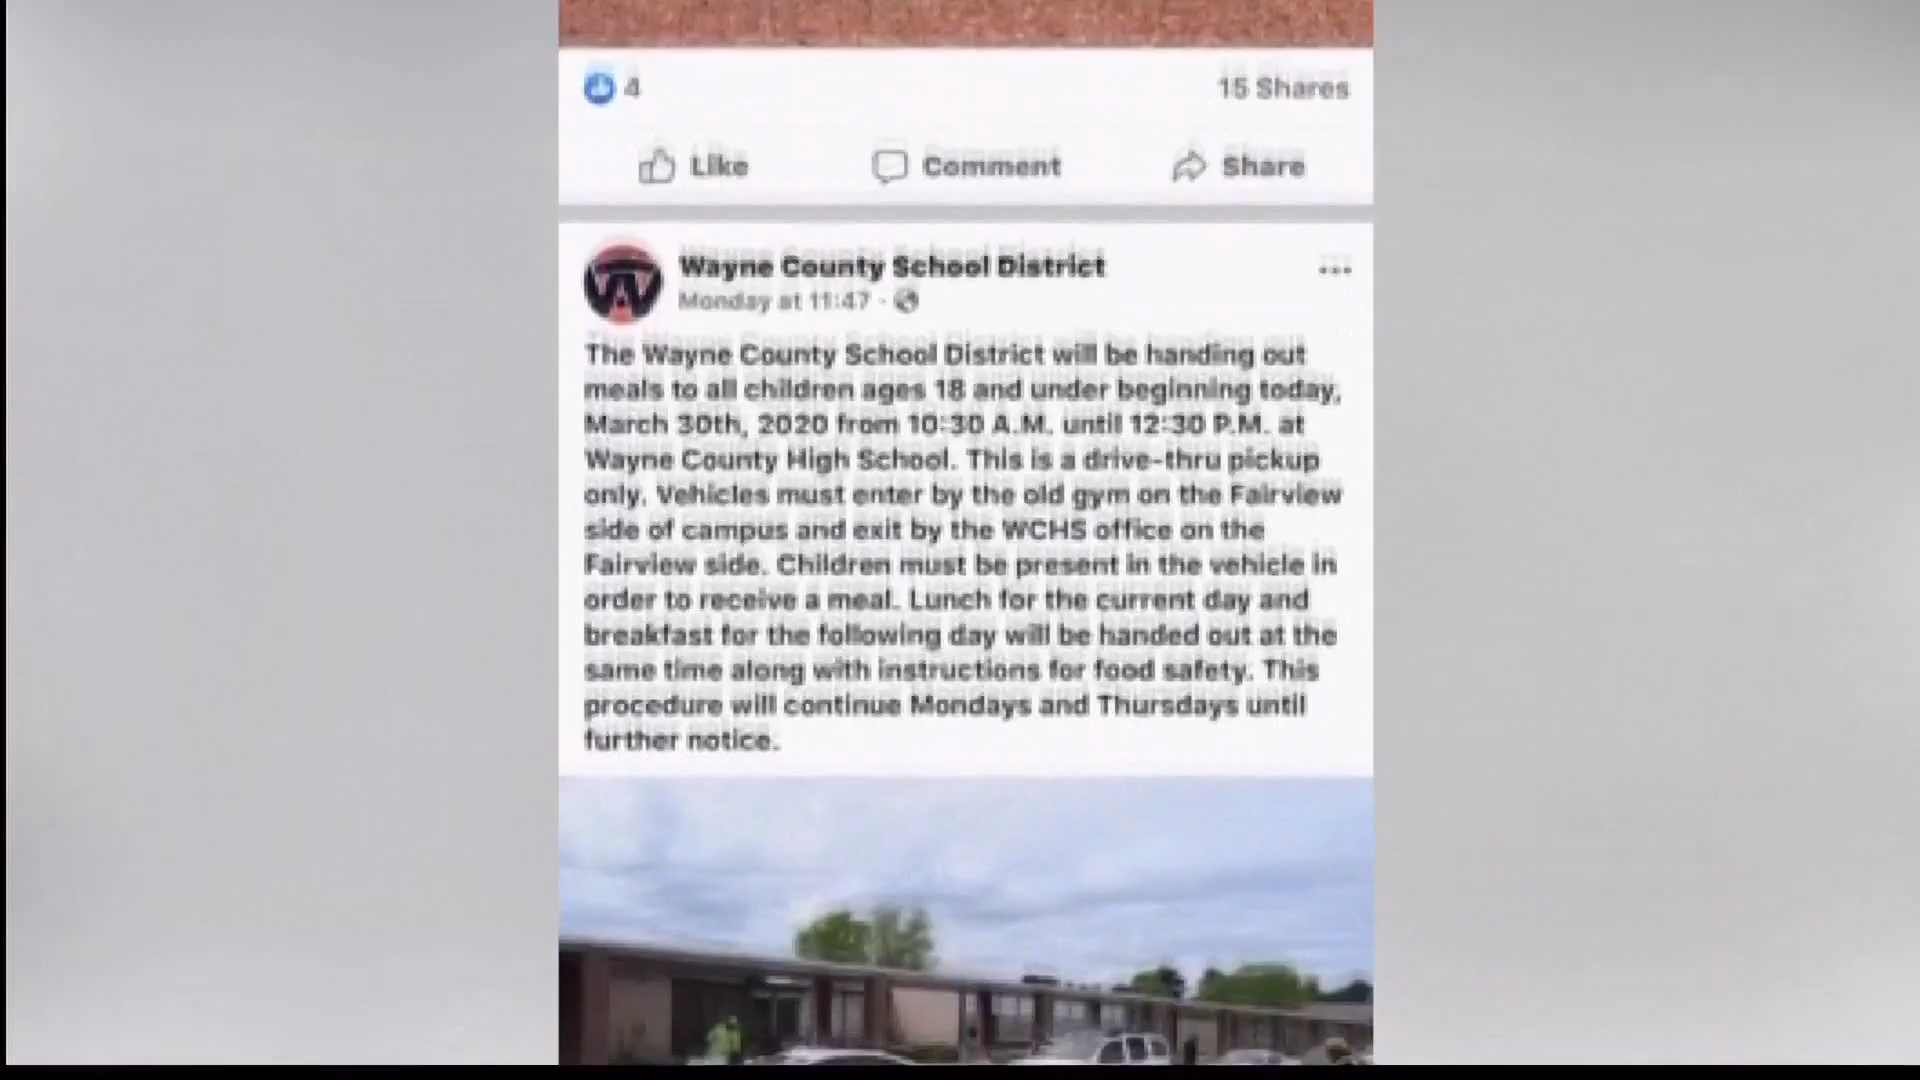 4
15 Shares
Like
Comment
Share
Wayne County School District
Monday at 11:47
The Wayne County School District will be handing out
meals to all children ages 18 and under beginning today,
March 30th, 2020 from 10:30 A.M. until 12:30 P.M. at
Wayne County High School. This is a drive-thru pickup
only. Vehicles must enter by the old gym on the Fairview
side of campus and exit by the WCHS office on the
Fairview side. Children must be present in the vehicle in
order to receive a meal. Lunch for the current day and
breakfast for the following day will be handed out at the
same time along with instructions for food safety. This
procedure will continue Mondays and Thursdays until
further notice.